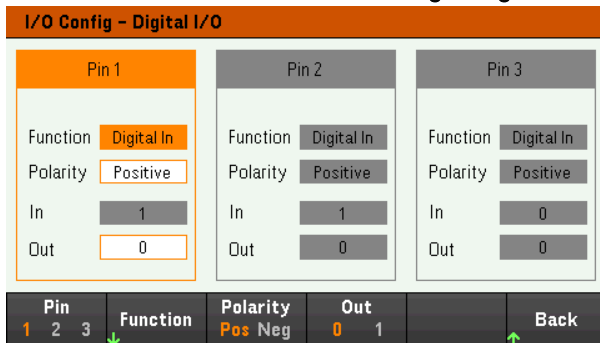 I/O Config - Digital I/O
Pin 1
Function Digital In
Polarity Positive
In 1
Out 0
Pin 2
Function Digital In
Polarity Positive
In 1
Out 0
Pin 3
Function Digital In
Polarity Positive
In 0
Out 0
Pin
1 2 3
Function
Polarity
Pos Neg
Out
0 1
Back